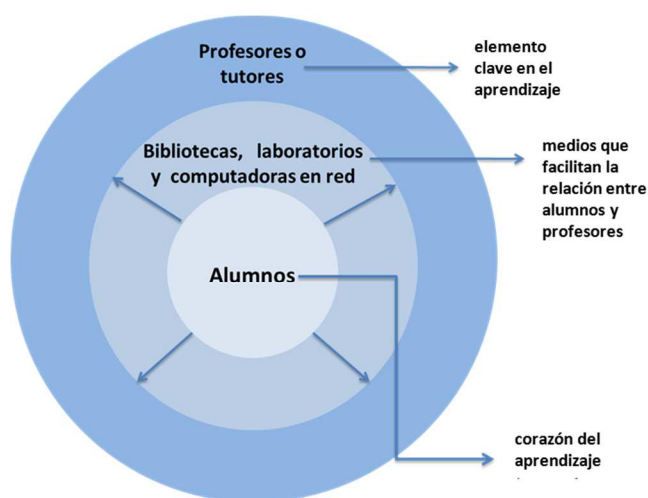 Profesores o
tutores
elemento
clave en el
aprendizaje
Bibliotecas, laboratorios
y computadoras en red
medios que
facilitan la
relación entre
alumnos y
profesores
Alumnos
corazón del
aprendizaje